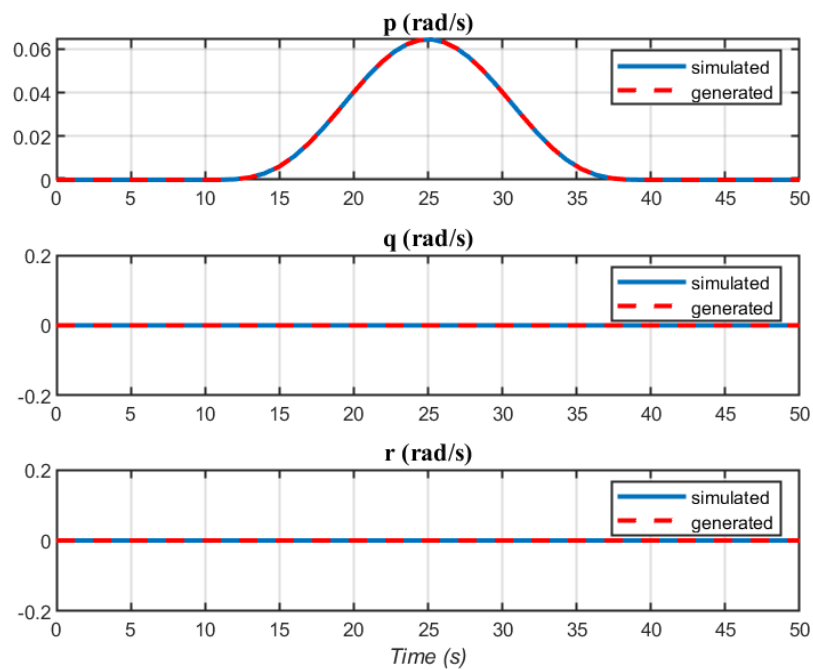 p (rad/s)
0.06
0.04
0.02
0
simulated
generated
0 5 10 15 20 25 30 35 40 45 50
q (rad/s)
0.2
0
-0.2
simulated
generated
0 5 10 15 20 25 30 35 40 45 50
r (rad/s)
0.2
0
-0.2
simulated
generated
0 5 10 15 20 25 30 35 40 45 50
Time (s)